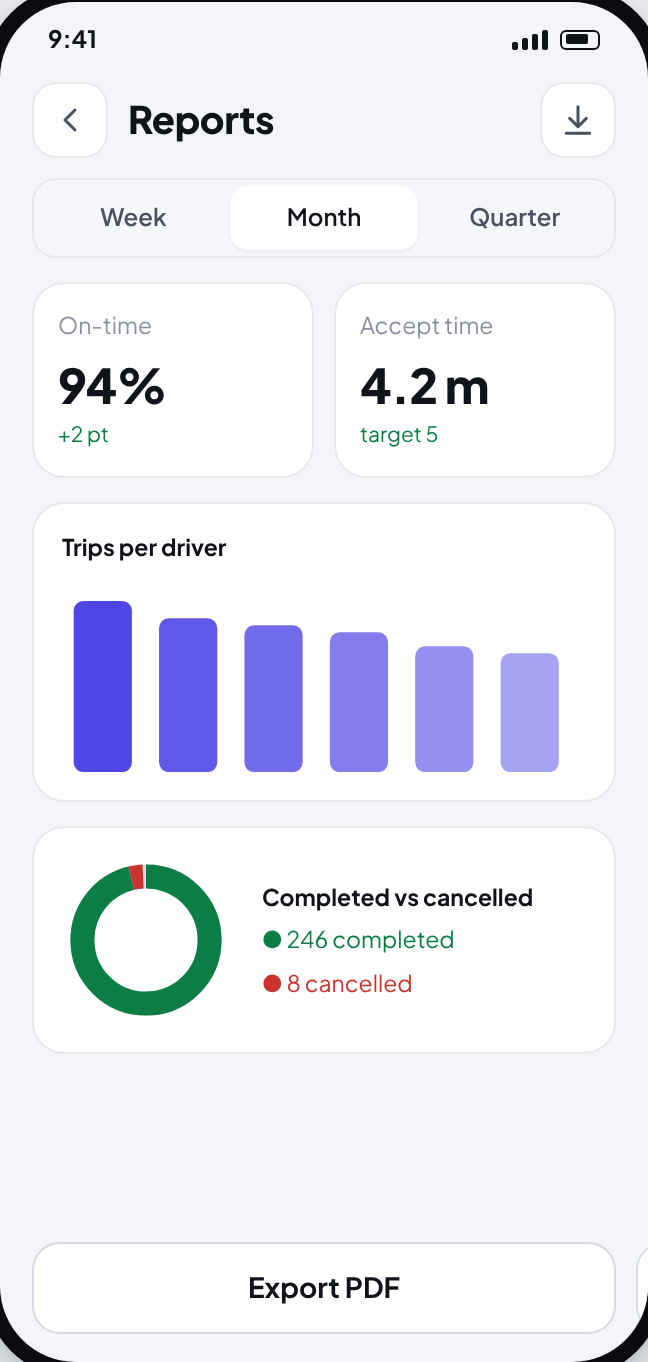 9:41
Reports
Week
Month
Quarter
On-time
94%
+2 pt
Accept time
4.2 m
target 5
Trips per driver
Completed vs cancelled
246 completed
8 cancelled
Export PDF